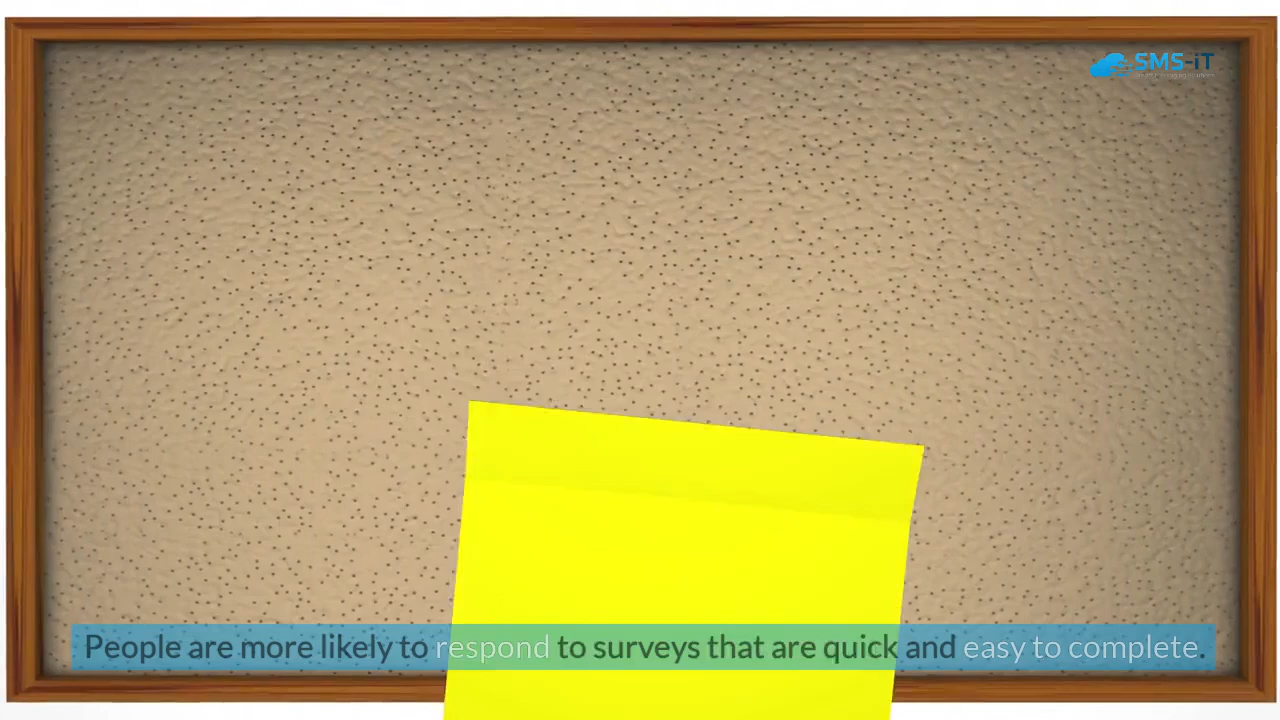 SMS-iT
People are more likely to respond to surveys that are quick and easy to complete.